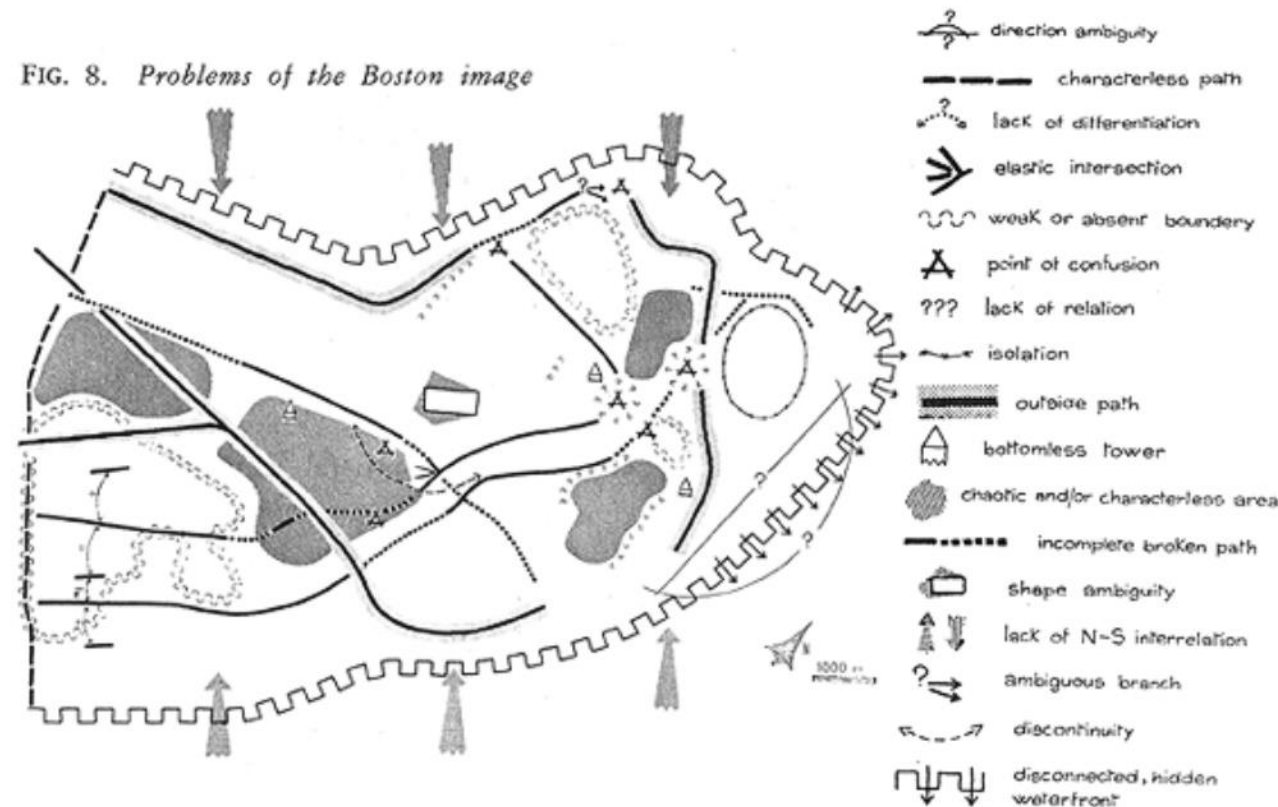 FIG. 8. Problems of the Boston image
?
?
direction ambiguity
characterless path
?
lack of differentiation
elastic intersection
weak or absent boundery
point of confusion
??? lack of relation
isolation
outside path
bottomless tower
chaotic and/or characterless area
incomplete broken path
shape ambiguity
lack of N-S interrelation
? ambiguous branch
discontinuity
disconnected, hidden
waterfront
?
?
?
?
N
1000